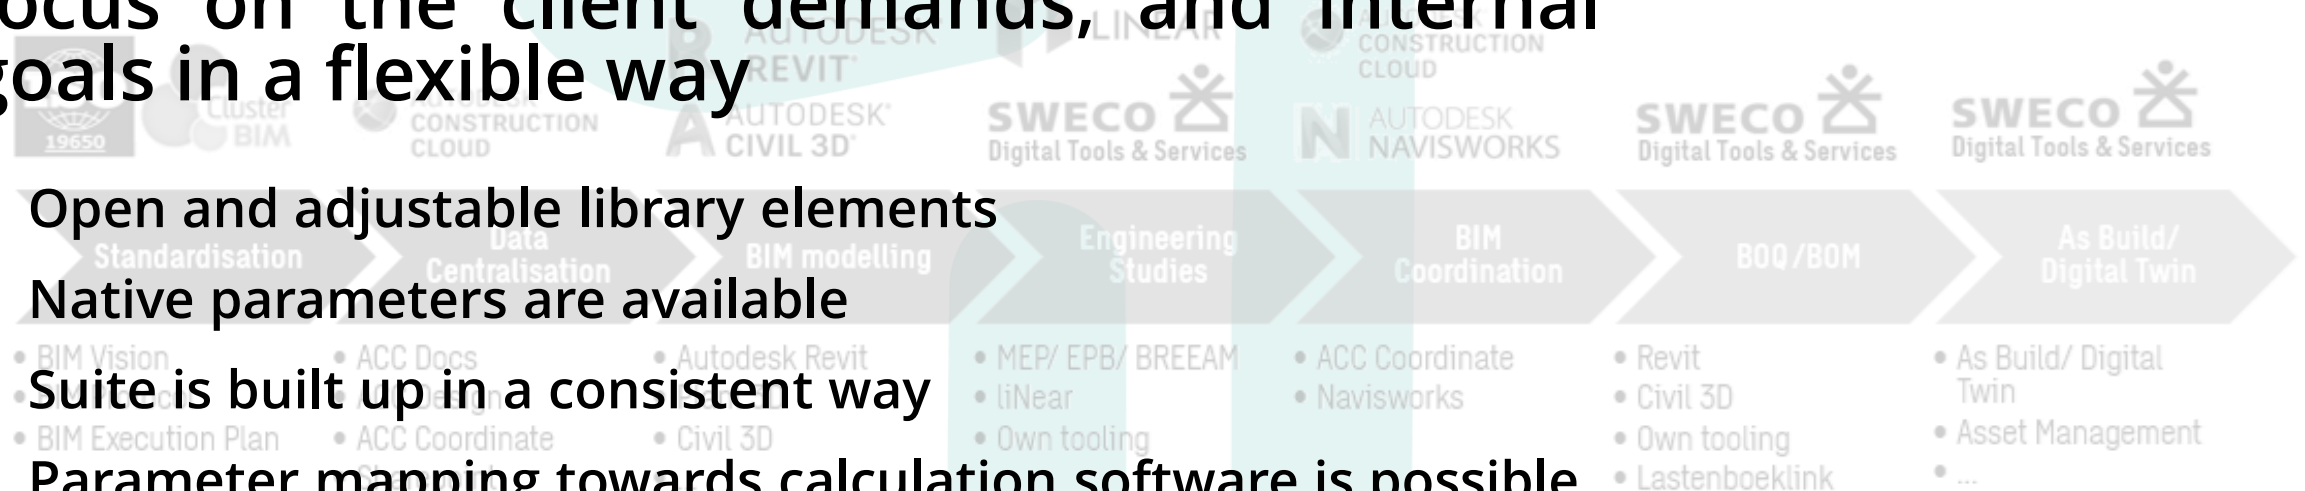 ocus on the client demands, and internal
goals in a flexible way
AUTODESK
REVIT
LINEAR
CONSTRUCTION
CLOUD
19650
Cluster
BIM
CONSTRUCTION
CLOUD
AUTODESK
CIVIL 3D
SWECO
Digital Tools & Services
AUTODESK
NAVISWORKS
SWECO
Digital Tools & Services
SWECO
Digital Tools & Services
Open and adjustable library elements
Native parameters are available
Suite is built up in a consistent way
Parameter mapping towards calculation software is possible
Standardisation
Data
Centralisation
BIM modelling
Engineering
Studies
BIM
Coordination
BOQ/BOM
As Build/
Digital Twin
• BIM Vision
• BIM Execution Plan
• ACC Docs
• ACC Coordinate
• Autodesk Revit
• Civil 3D
• MEP/ EPB/ BREEAM
• liNear
• Own tooling
• ACC Coordinate
• Navisworks
• Revit
• Civil 3D
• Own tooling
• Lastenboeklink
• As Build/ Digital
Twin
• Asset Management
• ...